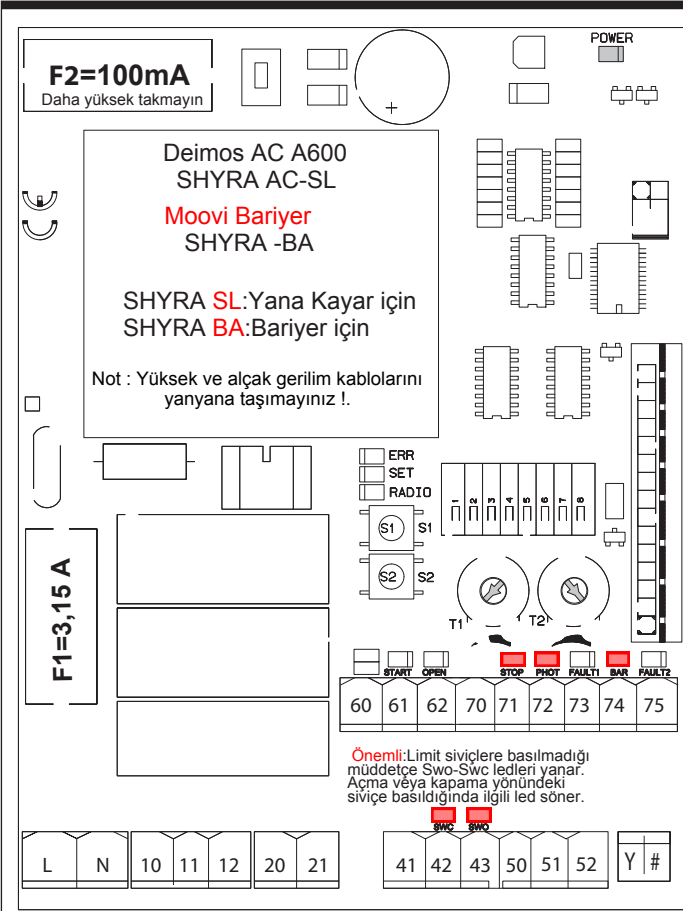 POWER
F2=100mA
Daha yüksek takmayın
+
Deimos AC A600
SHYRA AC-SL
Moovi Bariyer
SHYRA -BA
SHYRA SL:Yana Kayar için
SHYRA BA:Bariyer için
Not : Yüksek ve alçak gerilim kablolarını
yanyana taşımayınız !.
ERR
SET
RADIO
1 2 3 4 5 6 7 8
S1 S1
S2 S2
T1 T2
F1=3,15 A
START OPEN STOP PHOT FAULT1 BAR FAULT2
60 61 62 70 71 72 73 74 75
Önemli:Limit siviçlere basılmadığı
müddetçe Swo-Swc ledleri yanar.
Açma veya kapama yönündeki
siviçe basıldığında ilgili led söner.
SWC SWO
L N 10 11 12 20 21 41 42 43 50 51 52 Y #